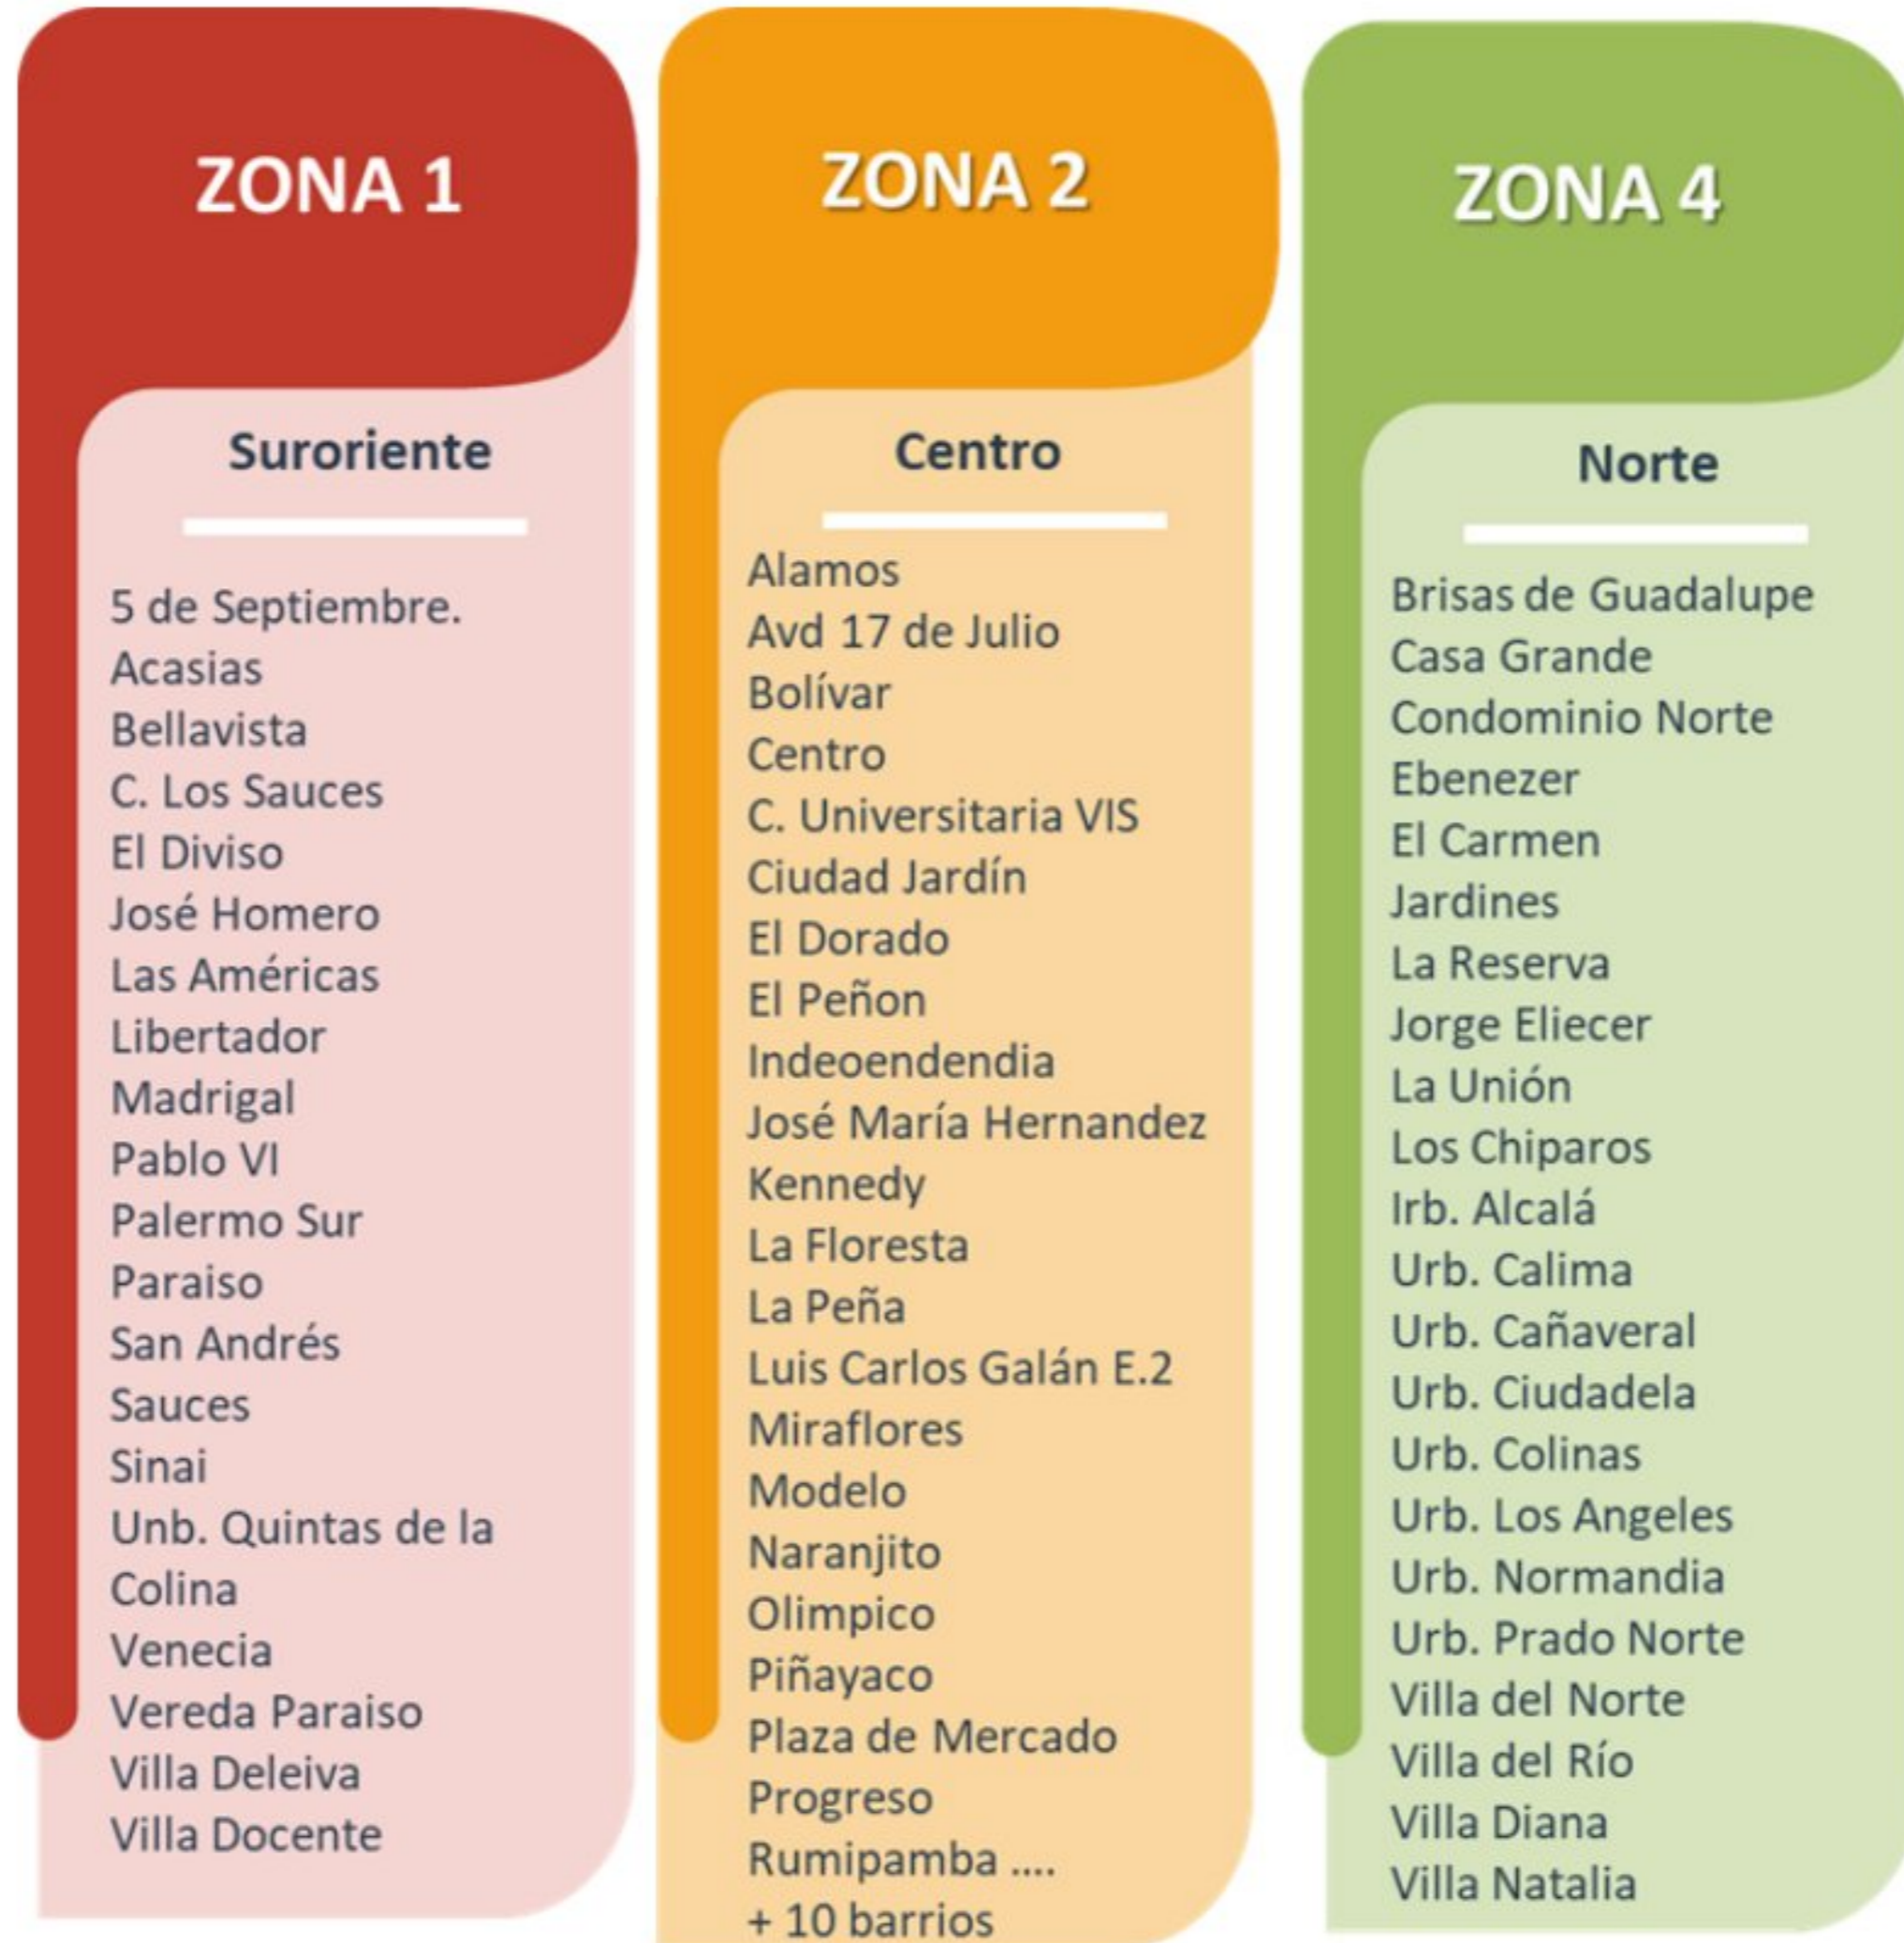 ZONA 1
Suroriente
5 de Septiembre.
Acasias
Bellavista
C. Los Sauces
El Diviso
José Homero
Las Américas
Libertador
Madrigal
Pablo VI
Palermo Sur
Paraiso
San Andrés
Sauces
Sinai
Unb. Quintas de la
Colina
Venecia
Vereda Paraiso
Villa Deleiva
Villa Docente
ZONA 2
Centro
Alamos
Avd 17 de Julio
Bolívar
Centro
C. Universitaria VIS
Ciudad Jardín
El Dorado
El Peñon
Indeoendendia
José María Hernandez
Kennedy
La Floresta
La Peña
Luis Carlos Galán E.2
Miraflores
Modelo
Naranjito
Olimpico
Piñayaco
Plaza de Mercado
Progreso
Rumipamba ....
+ 10 barrios
ZONA 4
Norte
Brisas de Guadalupe
Casa Grande
Condominio Norte
Ebenezer
El Carmen
Jardines
La Reserva
Jorge Eliecer
La Unión
Los Chiparos
Irb. Alcalá
Urb. Calima
Urb. Cañaveral
Urb. Ciudadela
Urb. Colinas
Urb. Los Angeles
Urb. Normandia
Urb. Prado Norte
Villa del Norte
Villa del Río
Villa Diana
Villa Natalia